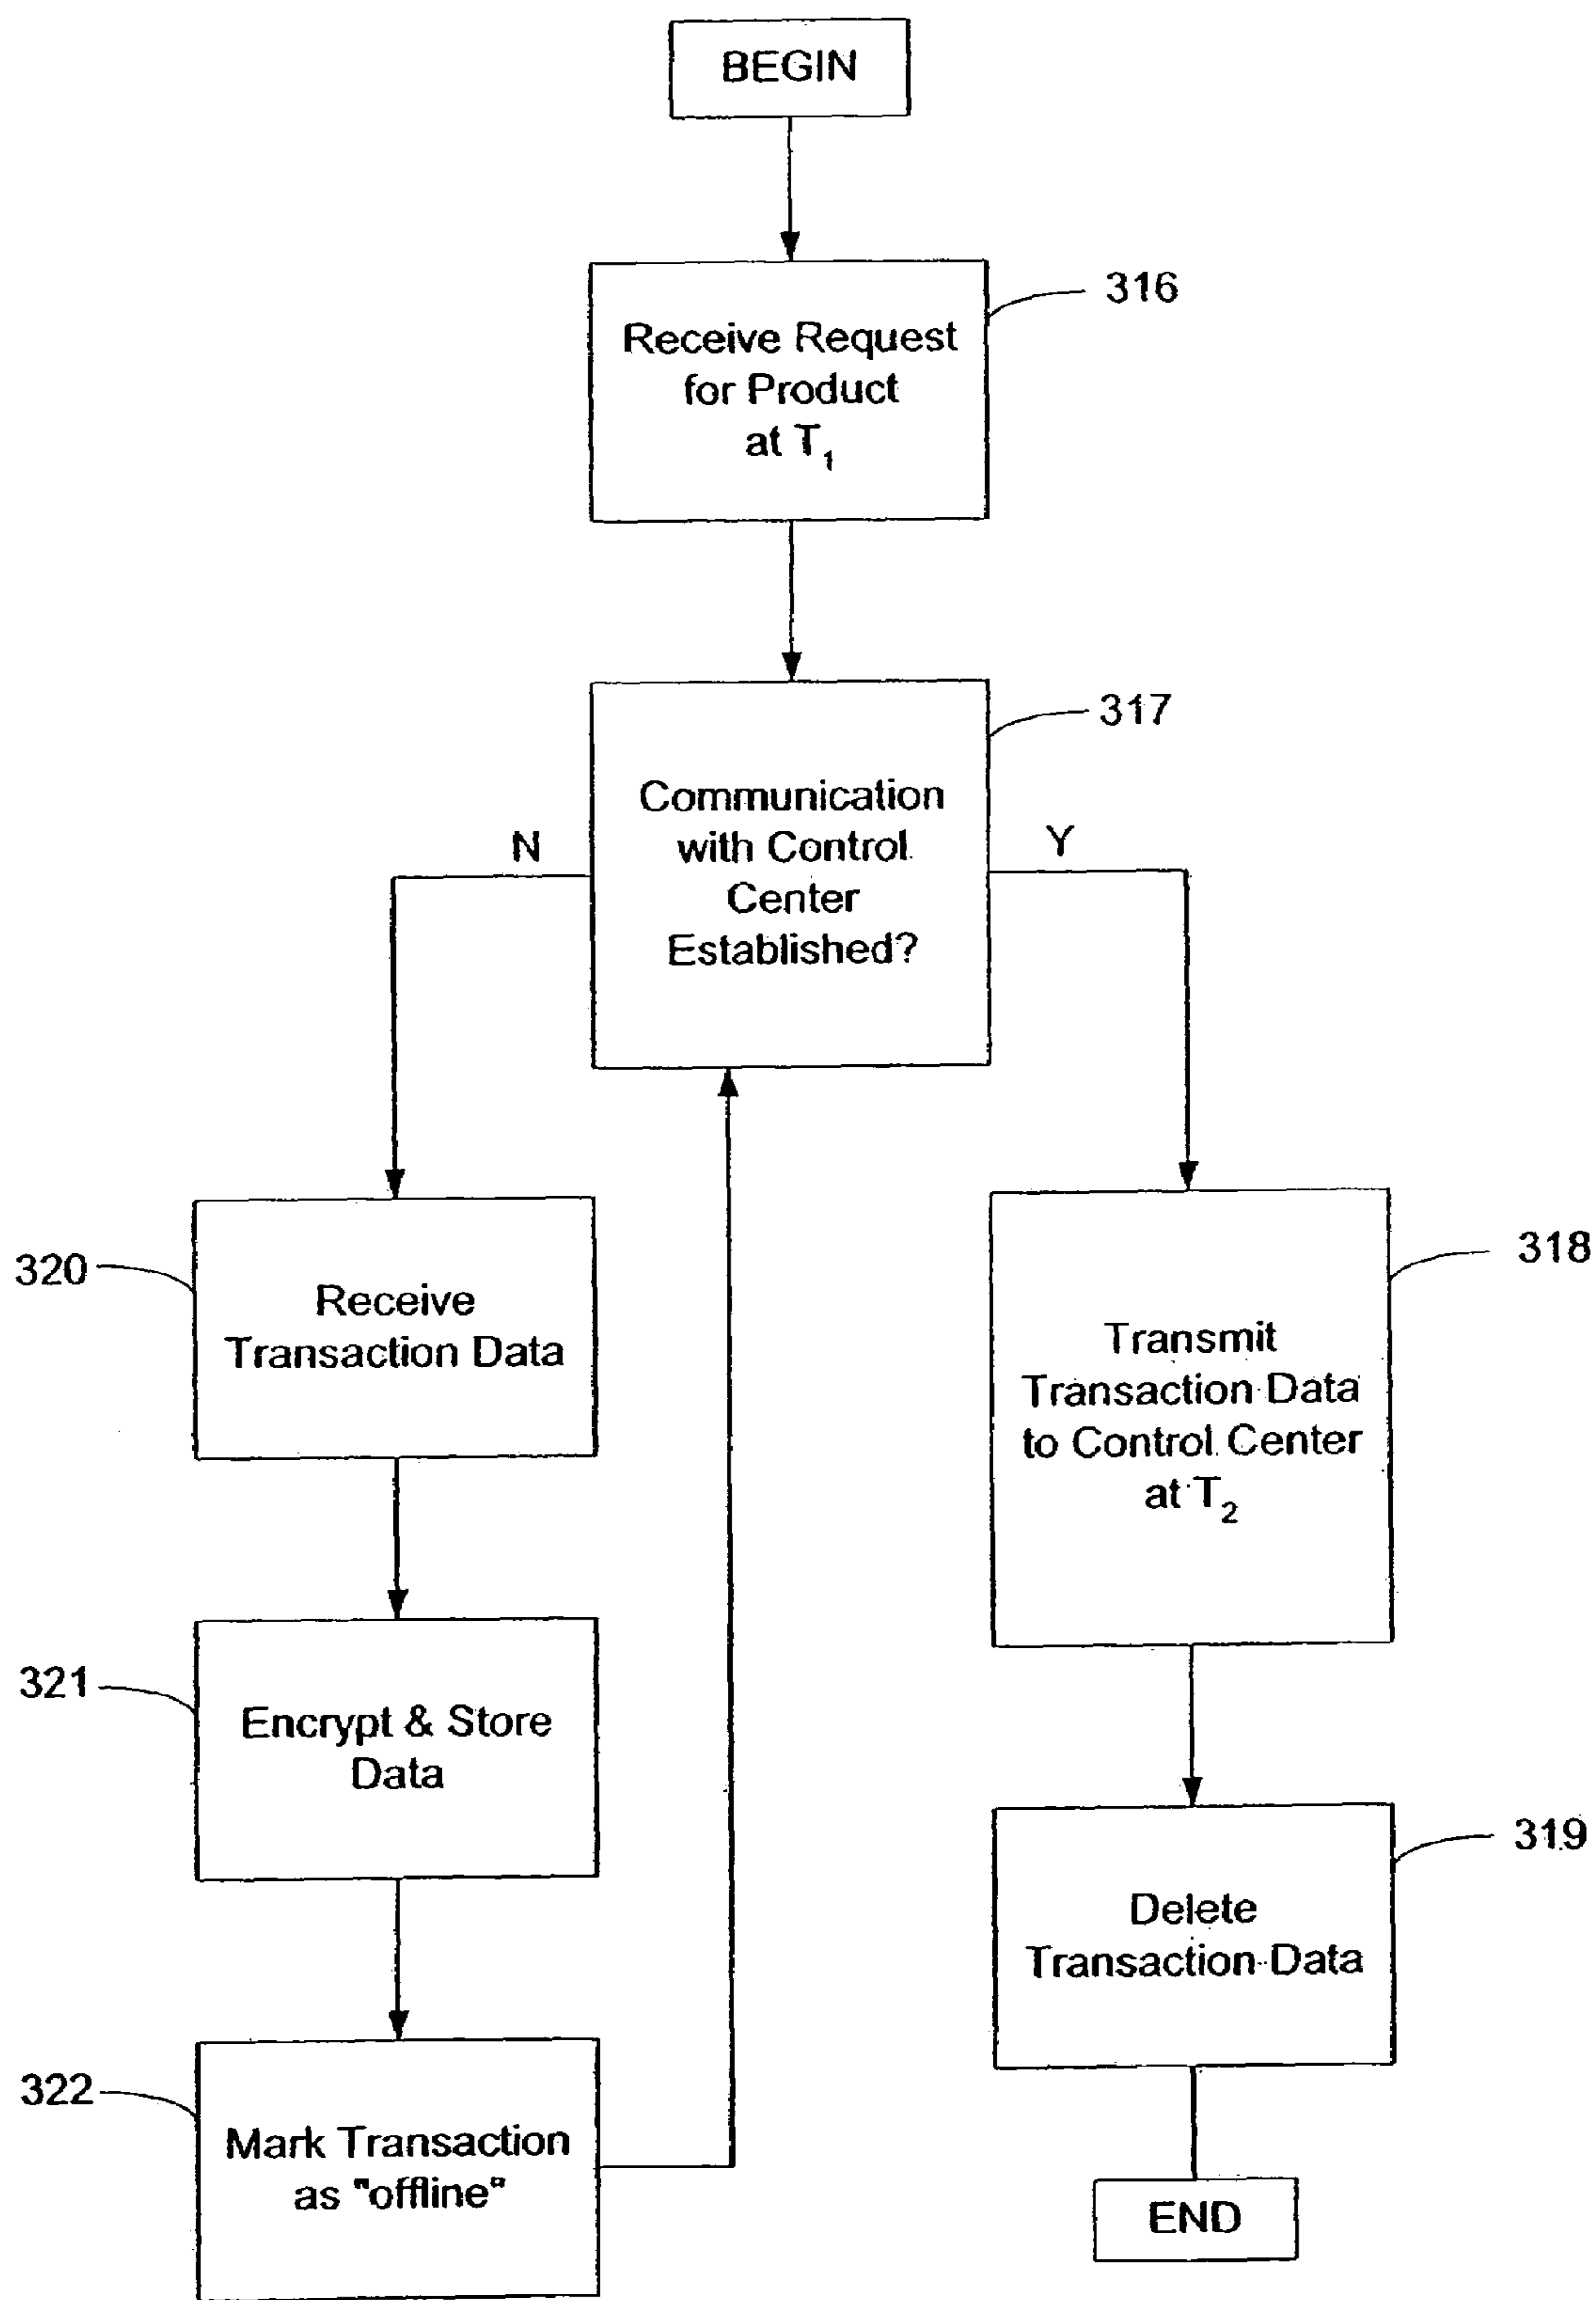 BEGIN
316
Receive Request
for Product
at T₁
317
Communication
with Control
Center
Established?
N
Y
320
Receive
Transaction Data
318
Transmit
Transaction Data
to Control Center
at T₂
321
Encrypt & Store
Data
319
Delete
Transaction Data
322
Mark Transaction
as "offline"
END